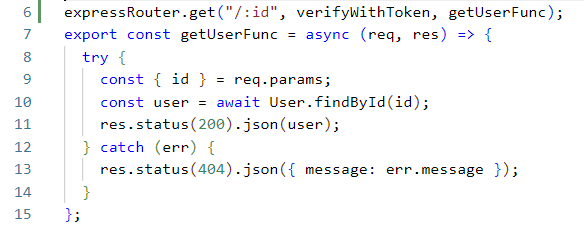 6 expressRouter.get("/:id", verifyWithToken, getUserFunc);
7 export const getUserFunc = async (req, res) => {
8 try {
9 const { id } = req.params;
10 const user = await User.findById(id);
11 res.status(200).json(user);
12 } catch (err) {
13 res.status(404).json({ message: err.message });
14 }
15 };